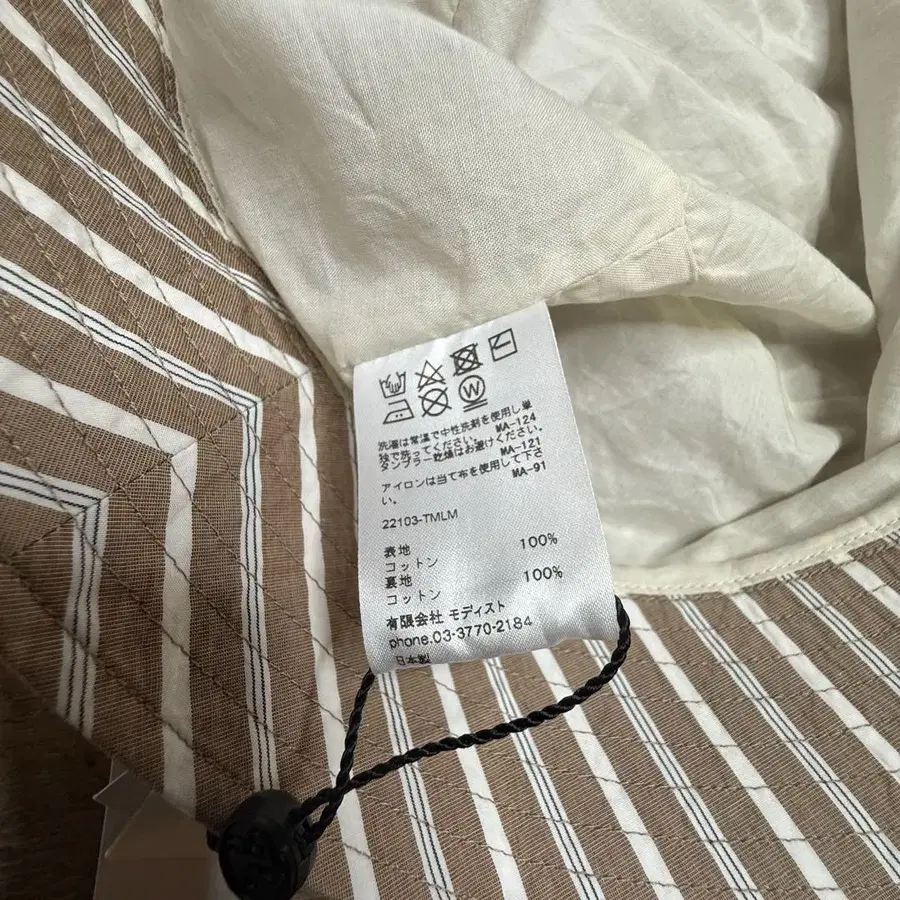 洗濯は常温で中性洗剤を使用し単
独で洗ってください。 MA-124
タンブラー乾燥はお避けください。
MA-121
アイロンは当て布を使用して下さ
い。 MA-91
22103-TMLM
表地
コットン 100%
裏地
コットン 100%
有限会社 モディスト
phone.03-3770-2184
日本製